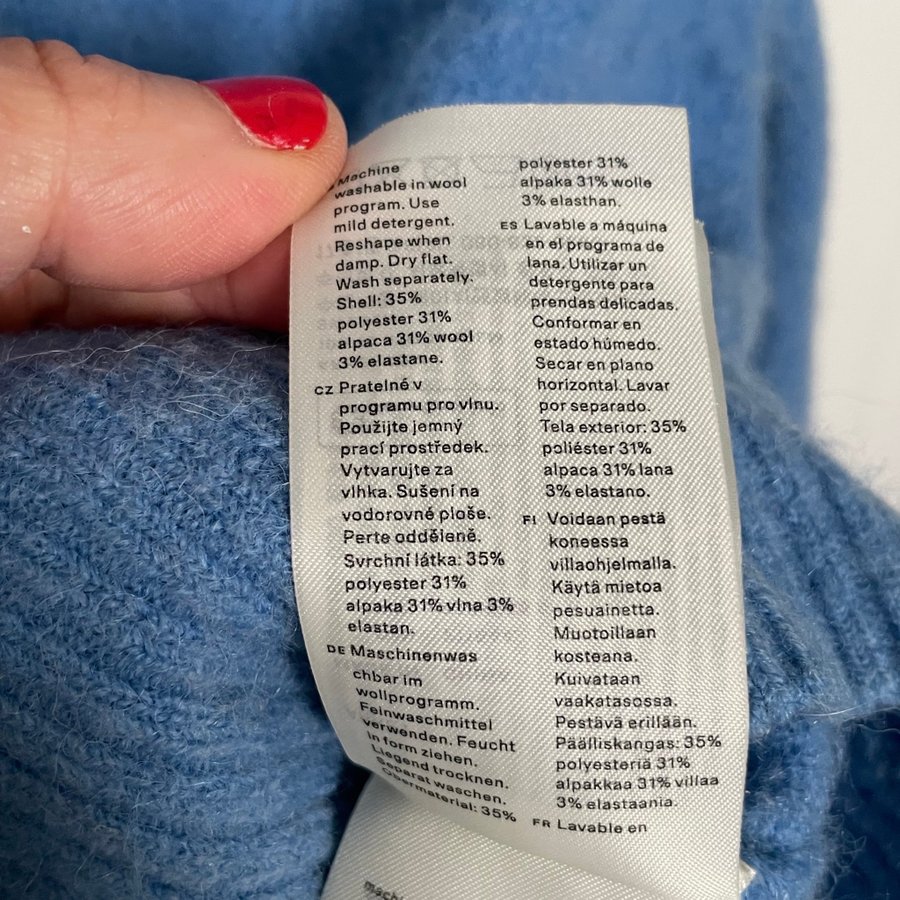 Machine
washable in wool
program. Use
mild detergent.
Reshape when
damp. Dry flat.
Wash separately.
Shell: 35%
polyester 31%
alpaca 31% wool
3% elastane.
CZ Pratelné v
programu pro vlnu.
Použijte jemný
prací prostředek.
Vytvarujte za
vlhka. Sušení na
vodorovné ploše.
Perte odděleně.
Svrchní látka: 35%
polyester 31%
alpaka 31% vlna 3%
elastan.
DE Maschinenwas
chbar im
wollprogramm.
Feinwaschmittel
verwenden. Feucht
in form ziehen.
Liegend trocknen.
Separat waschen.
Obermaterial: 35%
polyester 31%
alpaka 31% wolle
3% elasthan.
ES Lavable a máquina
en el programa de
lana. Utilizar un
detergente para
prendas delicadas.
Conformar en
estado húmedo.
Secar en plano
horizontal. Lavar
por separado.
Tela exterior: 35%
poliéster 31%
alpaca 31% lana
3% elastano.
FI Voidaan pestä
koneessa
villaohjelmalla.
Käytä mietoa
pesuainetta.
Muotoillaan
kosteana.
Kuivataan
vaakatasossa.
Pestävä erillään.
Päälliskangas: 35%
polyesteriä 31%
alpakkaa 31% villaa
3% elastaania.
FR Lavable en